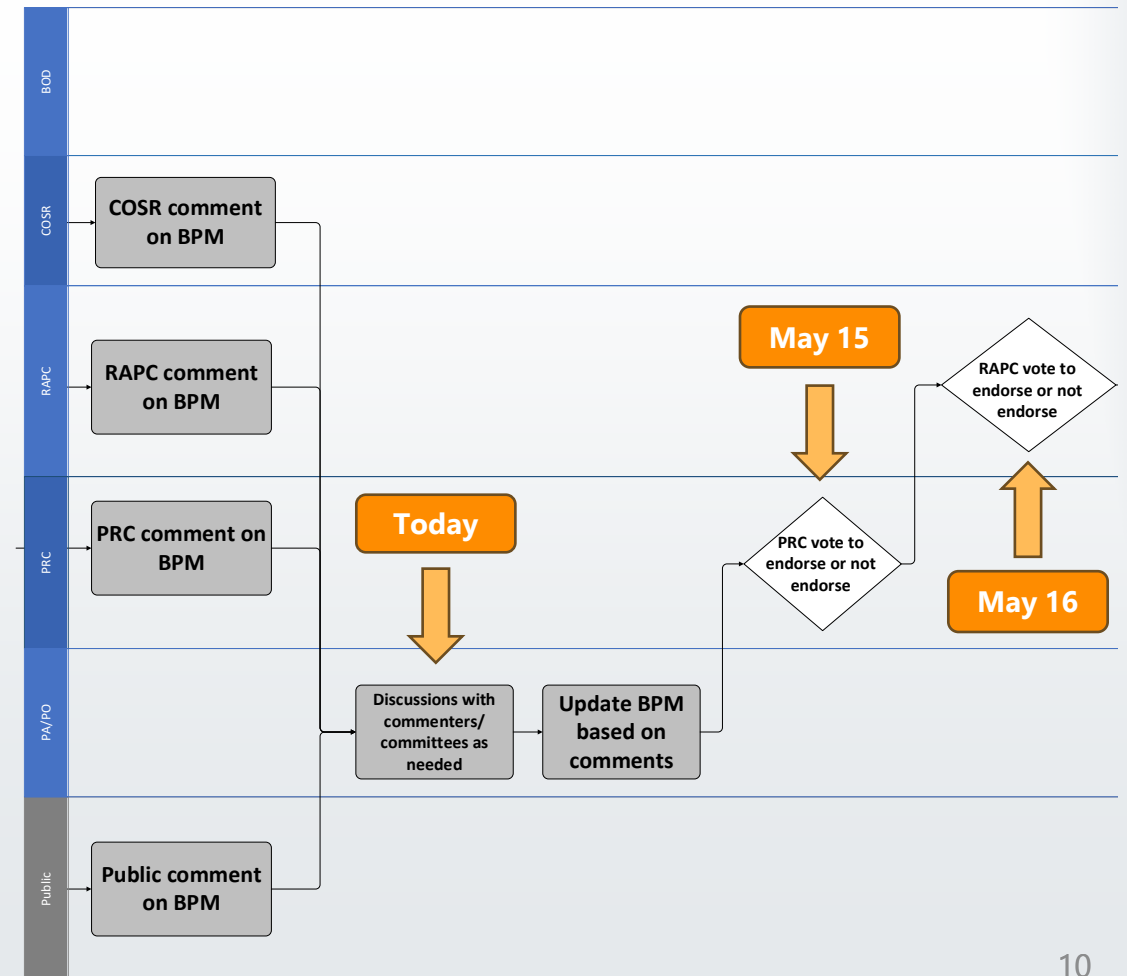 BOD
COSR
COSR comment
on BPM
RAPC
RAPC comment
on BPM
May 15
RAPC vote to
endorse or not
endorse
PRC
PRC comment on
BPM
Today
PRC vote to
endorse or not
endorse
May 16
PA/PO
Discussions with
commenters/
committees as
needed
Update BPM
based on
comments
Public
Public comment
on BPM
10